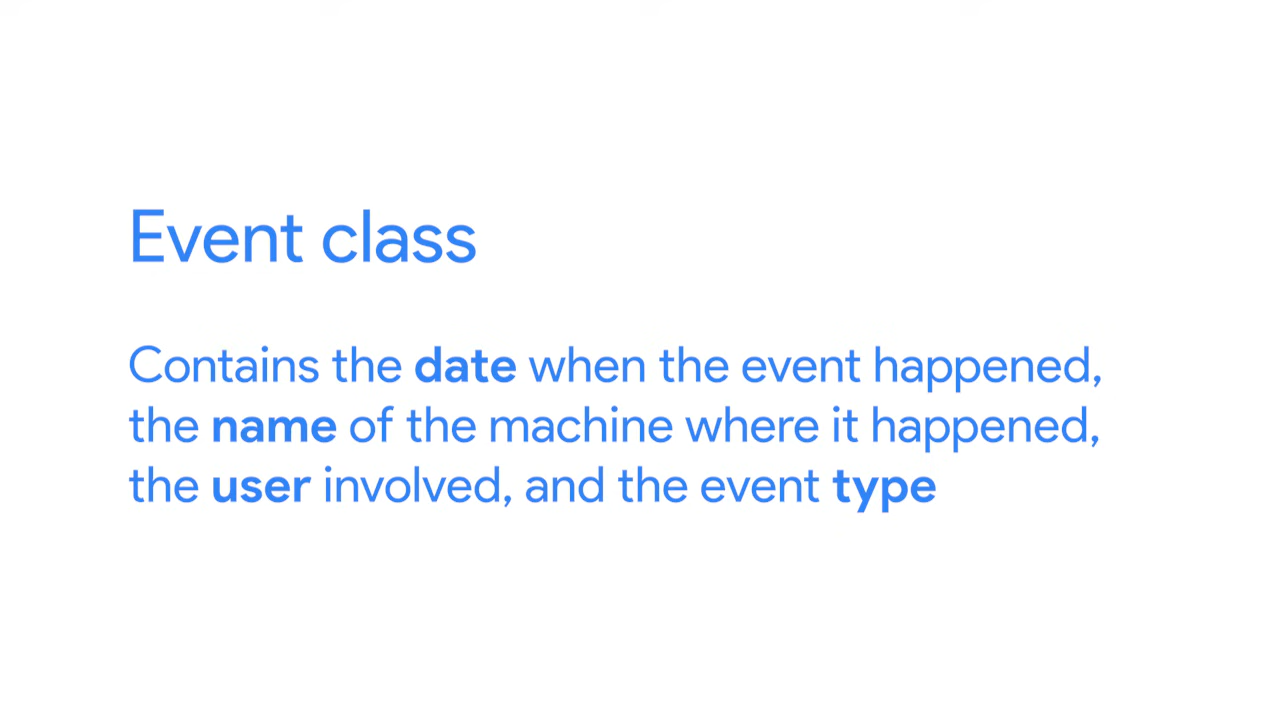 Event class
Contains the date when the event happened,
the name of the machine where it happened,
the user involved, and the event type